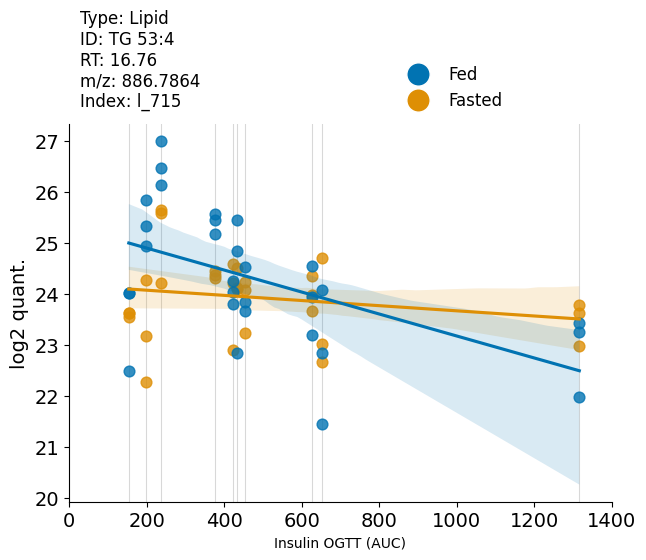 Type: Lipid
ID: TG 53:4
RT: 16.76
m/z: 886.7864
Index: l_715
Fed
Fasted
27
26
25
24
23
22
21
20
log2 quant.
0 200 400 600 800 1000 1200 1400
Insulin OGTT (AUC)